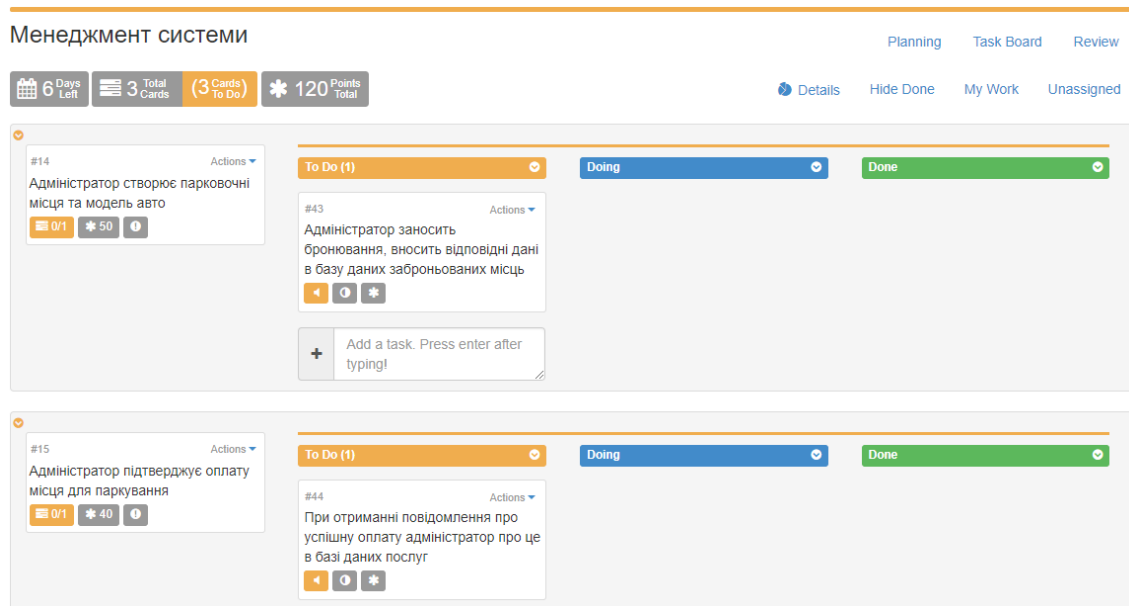 Менеджмент системи
Planning Task Board Review
6 Days Left 3 Total Cards (3 Cards To Do) 120 Points Total
Details Hide Done My Work Unassigned
#14 Actions
Адміністратор створює парковочні
місця та модель авто
0/1 50
To Do (1) Doing Done
#43 Actions
Адміністратор заносить
бронювання, вносить відповідні дані
в базу даних заброньованих місць
Add a task. Press enter after
typing!
#15 Actions
Адміністратор підтверджує оплату
місця для паркування
0/1 40
To Do (1) Doing Done
#44 Actions
При отриманні повідомлення про
успішну оплату адміністратор про це
в базі даних послуг